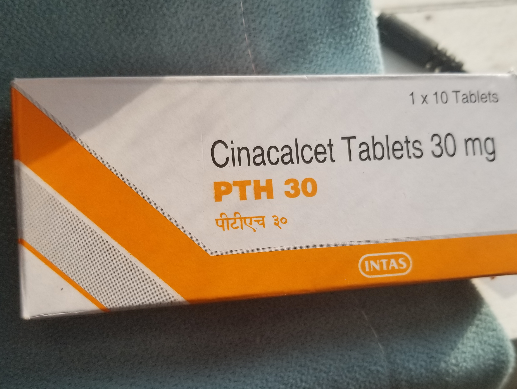 1 x 10 Tablets
Cinacalcet Tablets 30 mg
PTH 30
पीटीएच ३०
INTAS